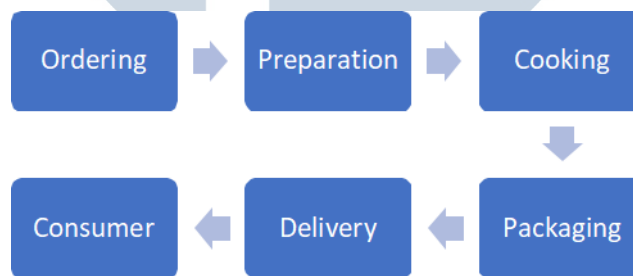 Ordering
Preparation
Cooking
Packaging
Delivery
Consumer